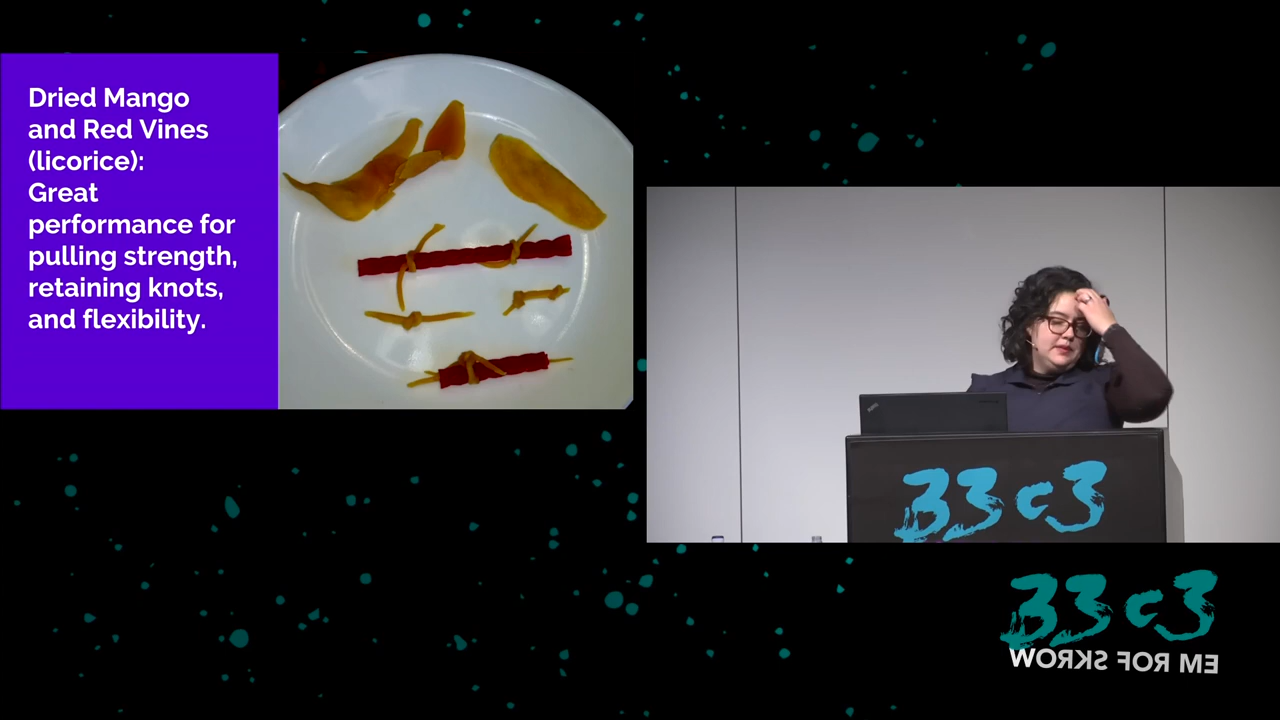 Dried Mango
and Red Vines
(licorice):
Great
performance for
pulling strength,
retaining knots,
and flexibility.
33c3
33c3
WORKS FOR ME